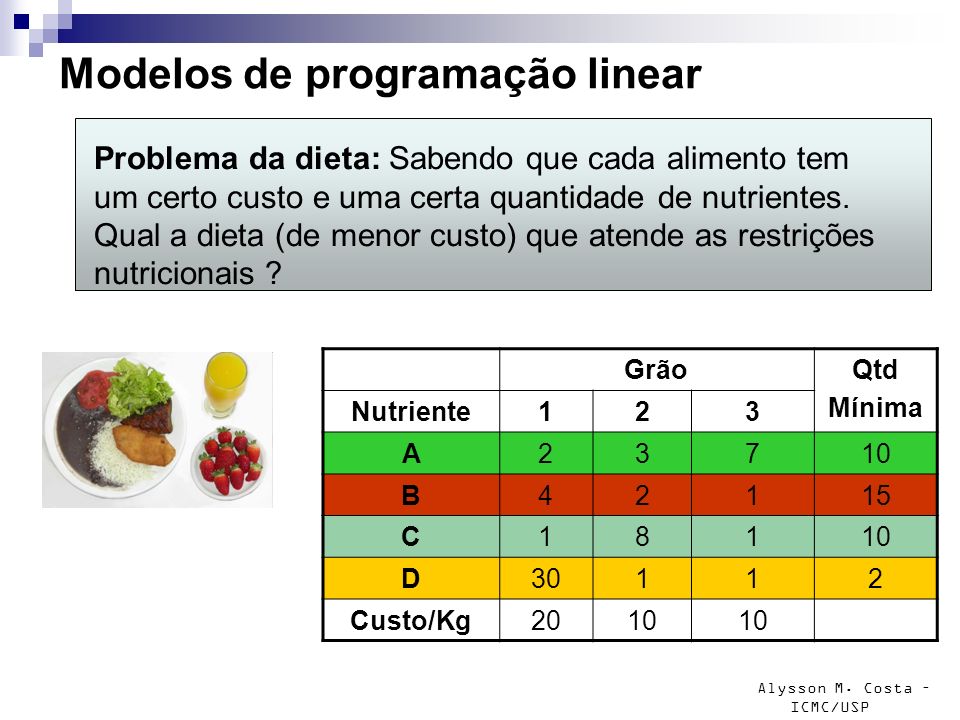 Modelos de programação linear
Problema da dieta: Sabendo que cada alimento tem
um certo custo e uma certa quantidade de nutrientes.
Qual a dieta (de menor custo) que atende as restrições
nutricionais ?
Grão Qtd
Mínima
Nutriente 1 2 3
A 2 3 7 10
B 4 2 1 15
C 1 8 1 10
D 30 1 1 2
Custo/Kg 20 10 10
Alysson M. Costa –
ICMC/USP